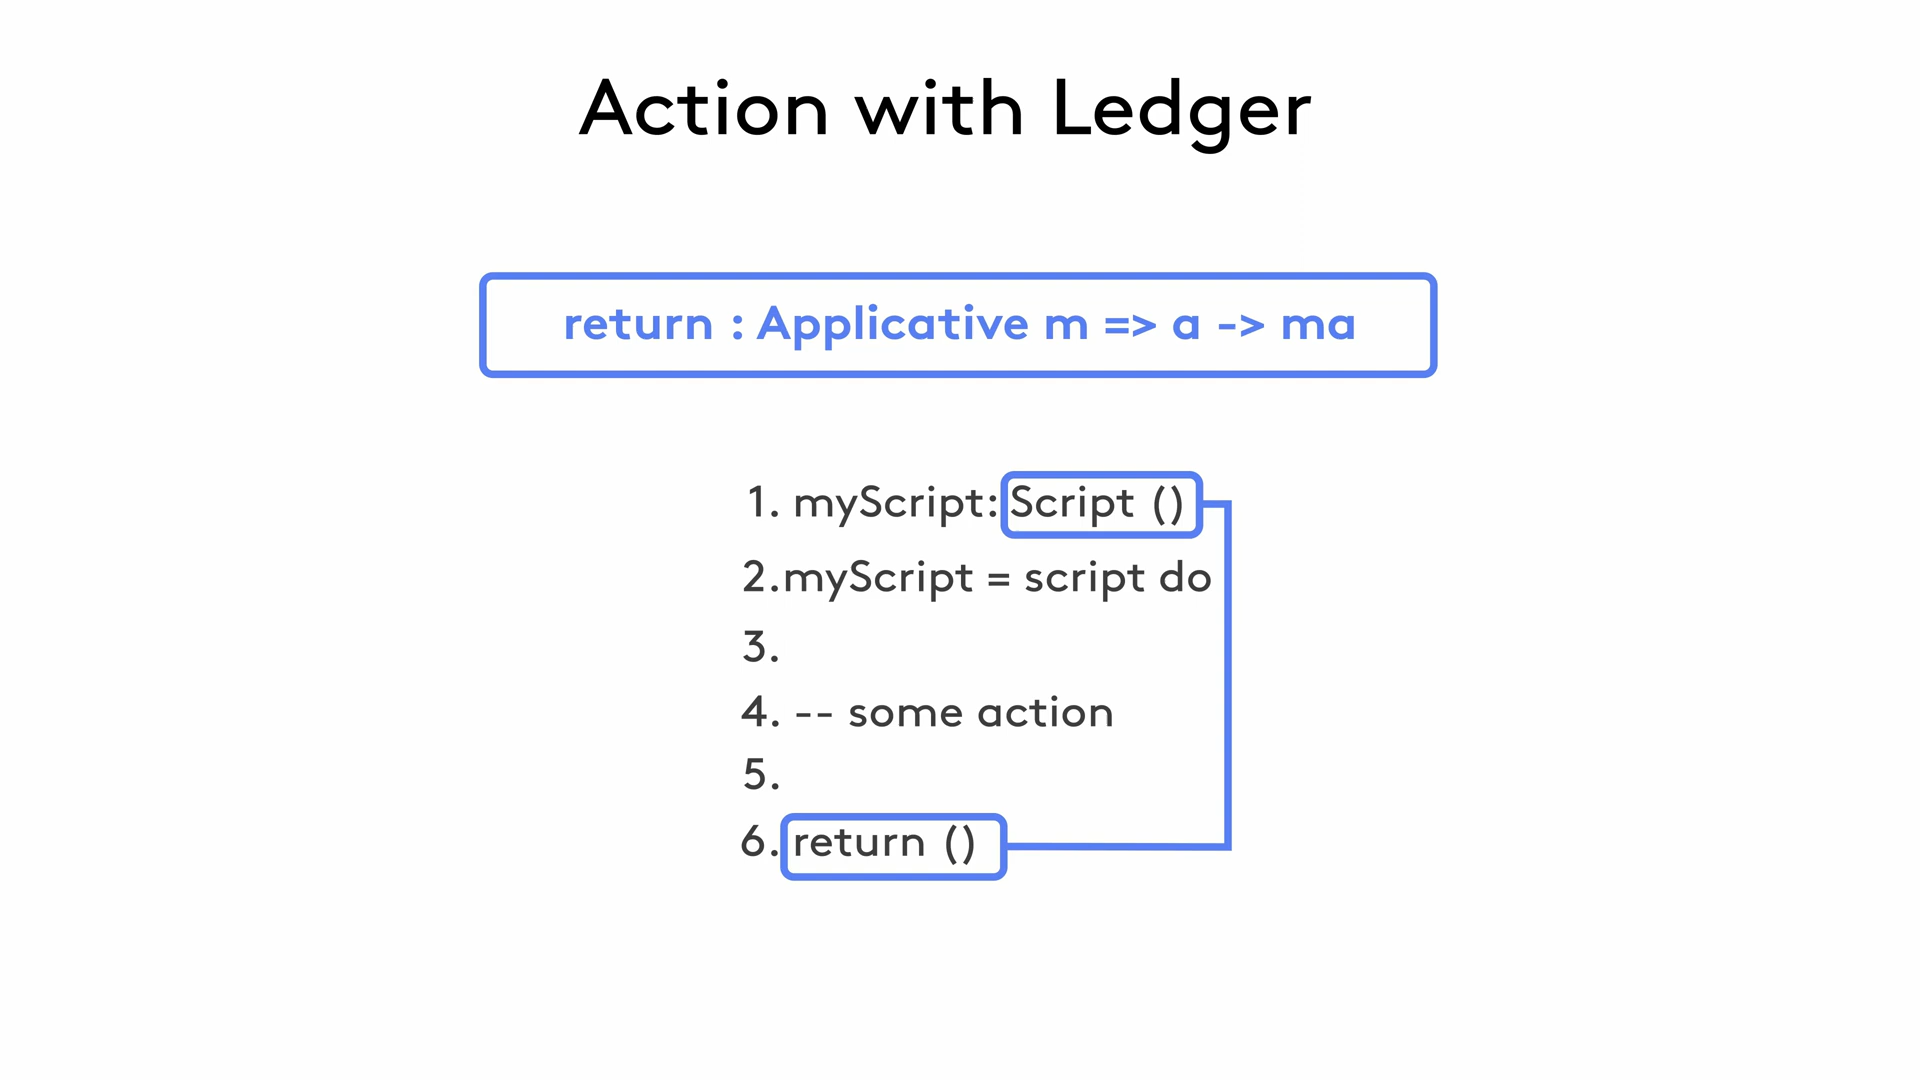 Action with Ledger
return : Applicative m => a -> ma
1. myScript: Script ()
2.myScript = script do
3.
4. -- some action
5.
6. return ()